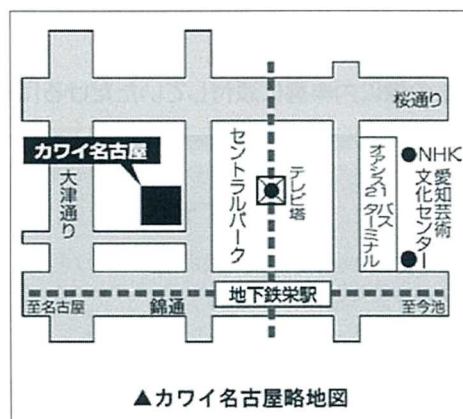 桜通り
カワイ名古屋
大津通り
セントラルパーク
テレビ塔
オアシス21バス
ターミナル
NHK
愛知芸術
文化センター
地下鉄栄駅
至名古屋
錦通
至今池
▲カワイ名古屋略地図